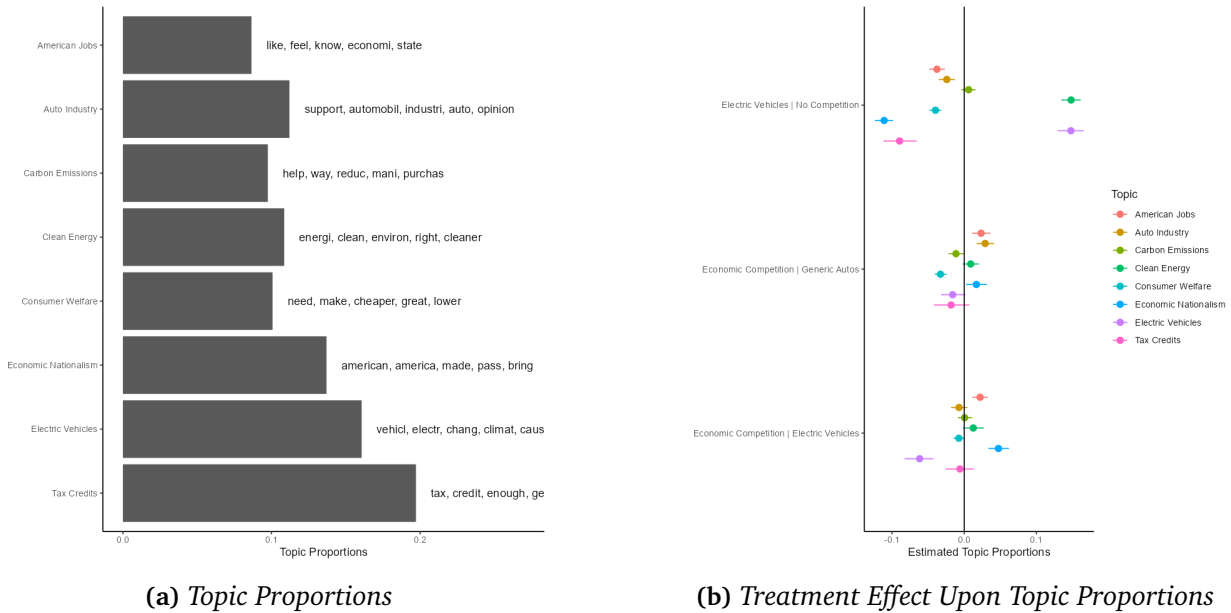 American Jobs
like, feel, know, economi, state
Auto Industry
support, automobil, industri, auto, opinion
Carbon Emissions
help, way, reduc, mani, purchas
Clean Energy
energi, clean, environ, right, cleaner
Consumer Welfare
need, make, cheaper, great, lower
Economic Nationalism
american, america, made, pass, bring
Electric Vehicles
vehicl, electr, chang, climat, caus
Tax Credits
tax, credit, enough, ge
0.0
0.1
0.2
Topic Proportions
(a) Topic Proportions
Electric Vehicles | No Competition
Economic Competition | Generic Autos
Economic Competition | Electric Vehicles
-0.1
0.0
0.1
Estimated Topic Proportions
Topic
American Jobs
Auto Industry
Carbon Emissions
Clean Energy
Consumer Welfare
Economic Nationalism
Electric Vehicles
Tax Credits
(b) Treatment Effect Upon Topic Proportions